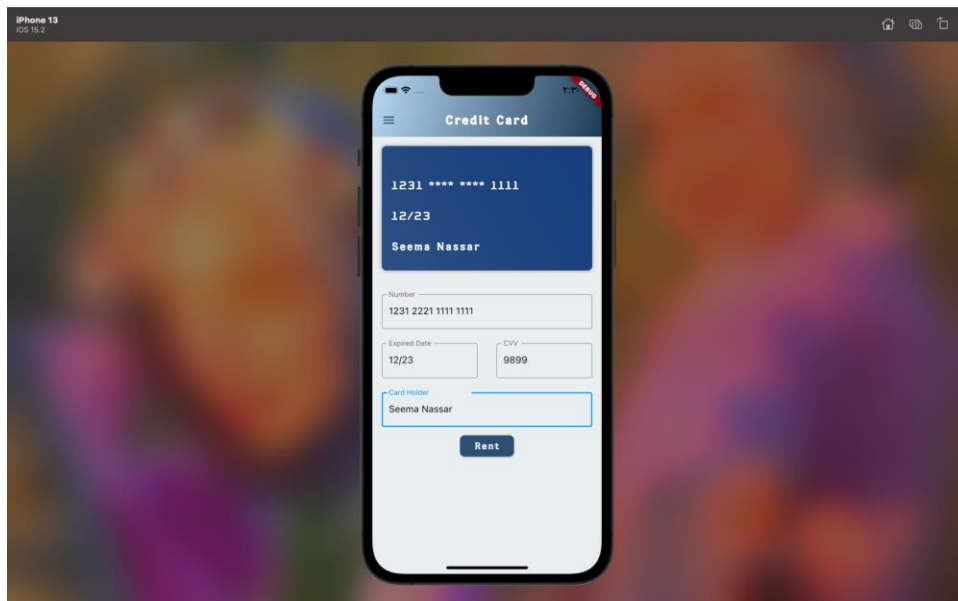 iPhone 13
iOS 15.2
DEBUG
Credit Card
1231 **** **** 1111
12/23
Seema Nassar
Number
1231 2221 1111 1111
Expired Date
CVV
12/23
9899
Card Holder
Seema Nassar
Rent